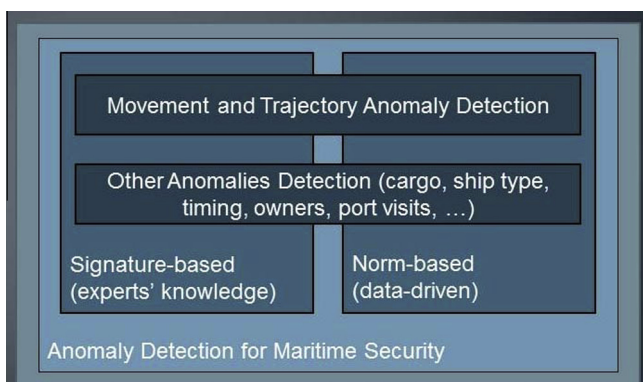 Movement and Trajectory Anomaly Detection
Other Anomalies Detection (cargo, ship type,
timing, owners, port visits, ...)
Signature-based
(experts' knowledge)
Norm-based
(data-driven)
Anomaly Detection for Maritime Security